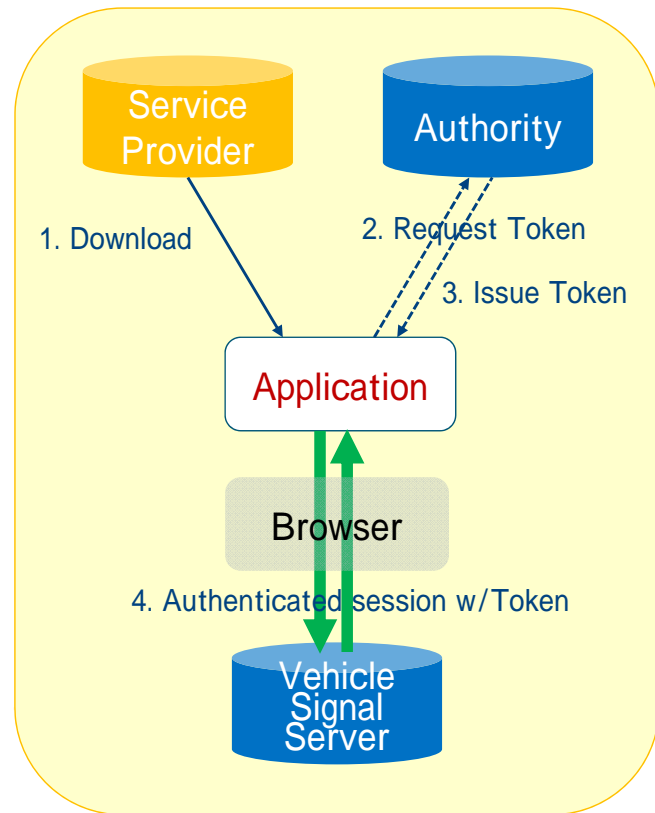 Service
Provider
Authority
1. Download
2. Request Token
3. Issue Token
Application
Browser
4. Authenticated session w/Token
Vehicle
Signal
Server